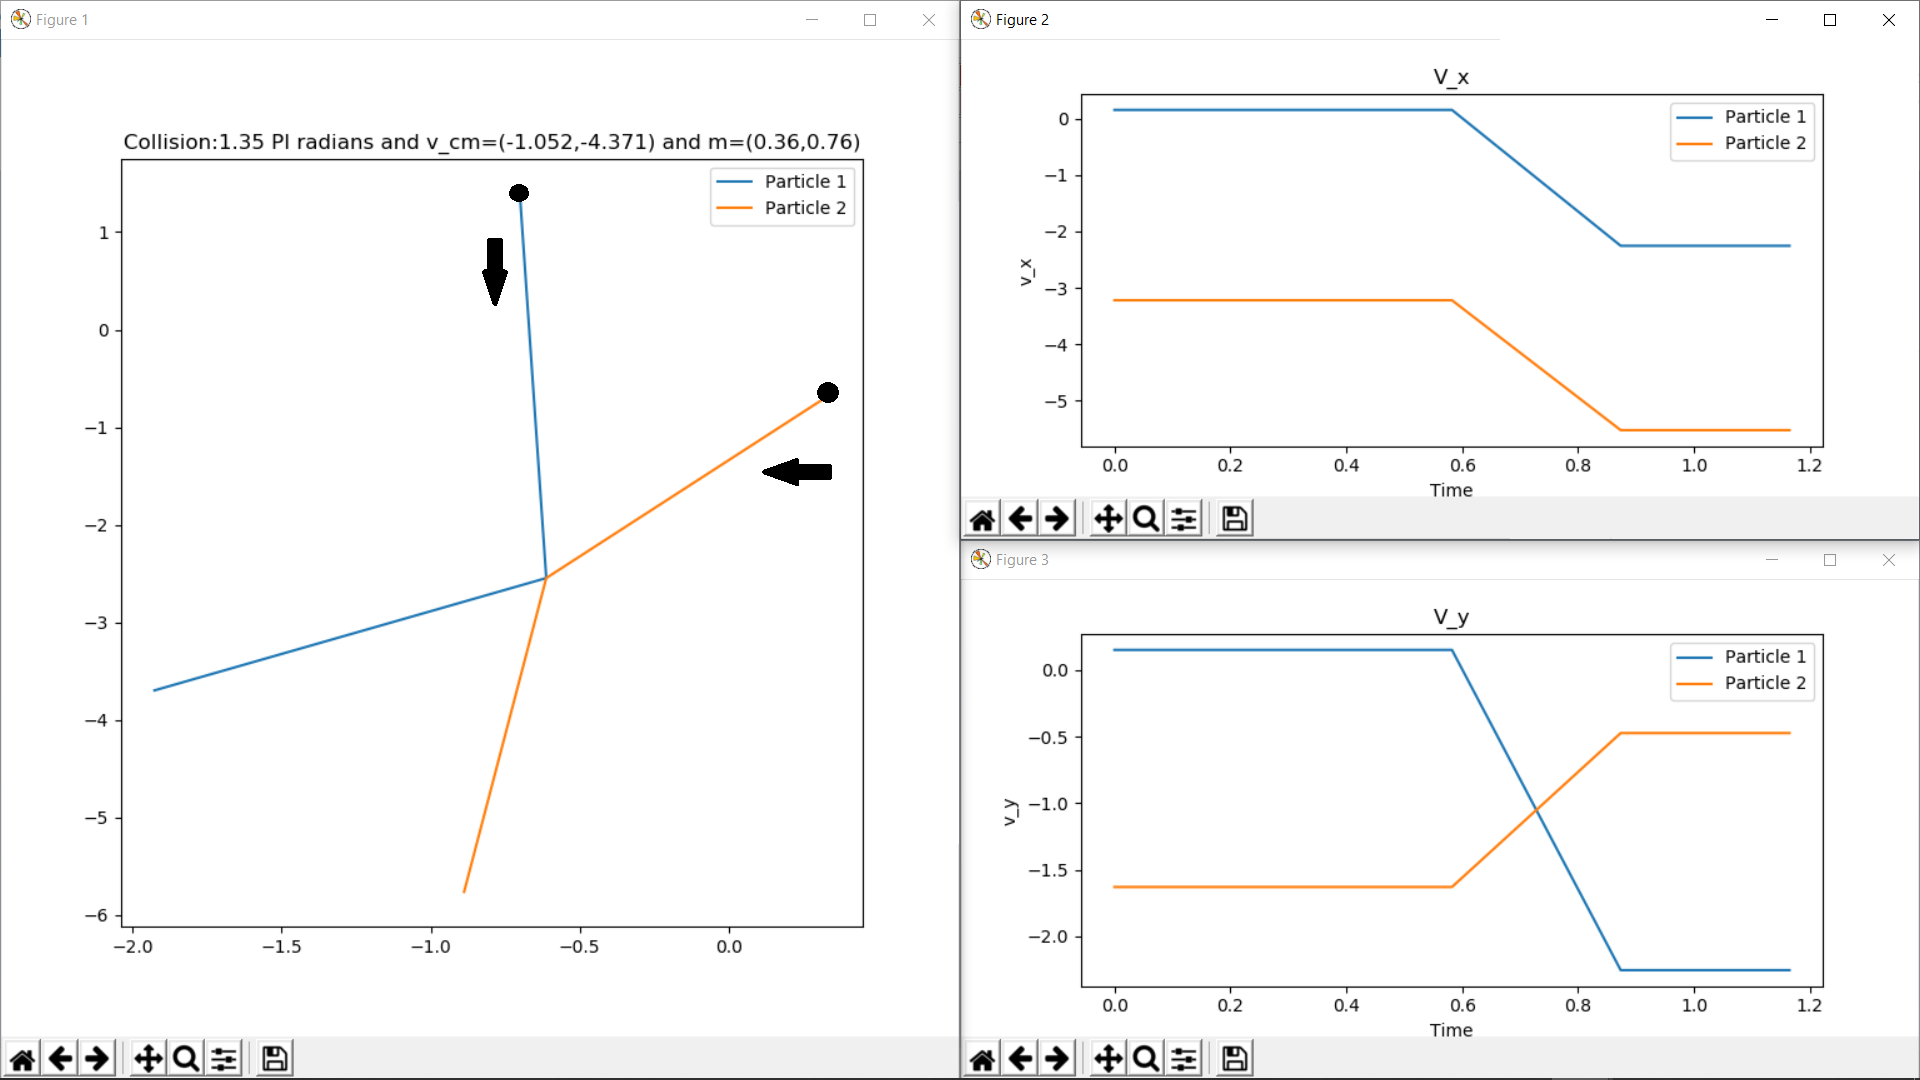 Figure 1
Collision:1.35 PI radians and v_cm=(-1.052,-4.371) and m=(0.36,0.76)
Particle 1
Particle 2
1
0
−1
−2
−3
−4
−5
−6
−2.0 −1.5 −1.0 −0.5 0.0
Figure 2
V_x
Particle 1
Particle 2
v_x
0
−1
−2
−3
−4
−5
0.0 0.2 0.4 0.6 0.8 1.0 1.2
Time
Figure 3
V_y
Particle 1
Particle 2
v_y
0.0
−0.5
−1.0
−1.5
−2.0
0.0 0.2 0.4 0.6 0.8 1.0 1.2
Time